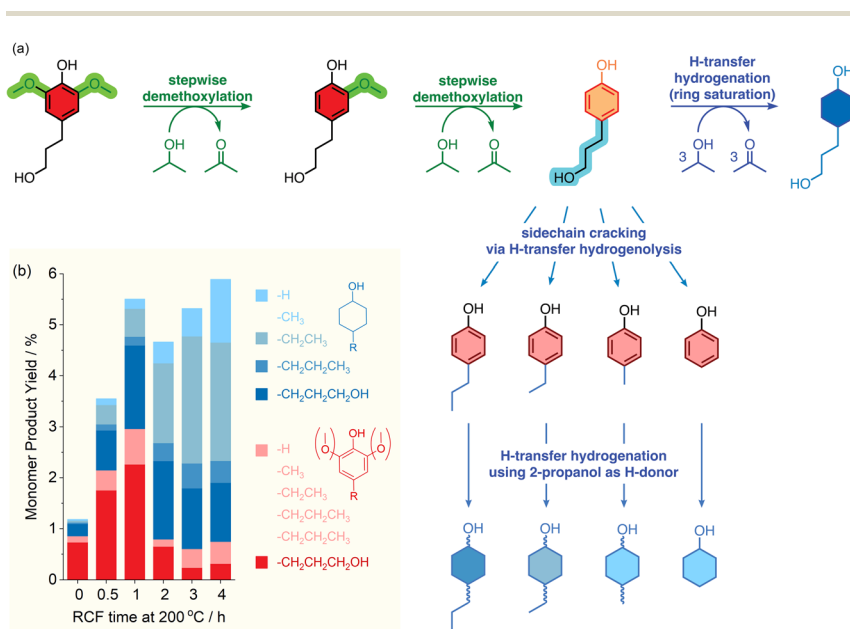 (a)
OH
O
O
HO
stepwise
demethoxylation
OH
O
OH
O
HO
stepwise
demethoxylation
OH
O
OH
HO
H-transfer
hydrogenation
(ring saturation)
3
OH
3
O
OH
HO
sidechain cracking
via H-transfer hydrogenolysis
OH
OH
OH
OH
H-transfer hydrogenation
using 2-propanol as H-donor
OH
OH
OH
OH
(b)
Monomer Product Yield / %
6
5
4
3
2
1
0
0 0.5 1 2 3 4
RCF time at 200 °C / h
-H
-CH₃
-CH₂CH₃
-CH₂CH₂CH₃
-CH₂CH₂CH₂OH
OH
R
-H
-CH₃
-CH₂CH₃
-CH₂CH₂CH₃
-CH₂CH₂CH₃
-CH₂CH₂CH₂OH
( O ) OH ( O )
R